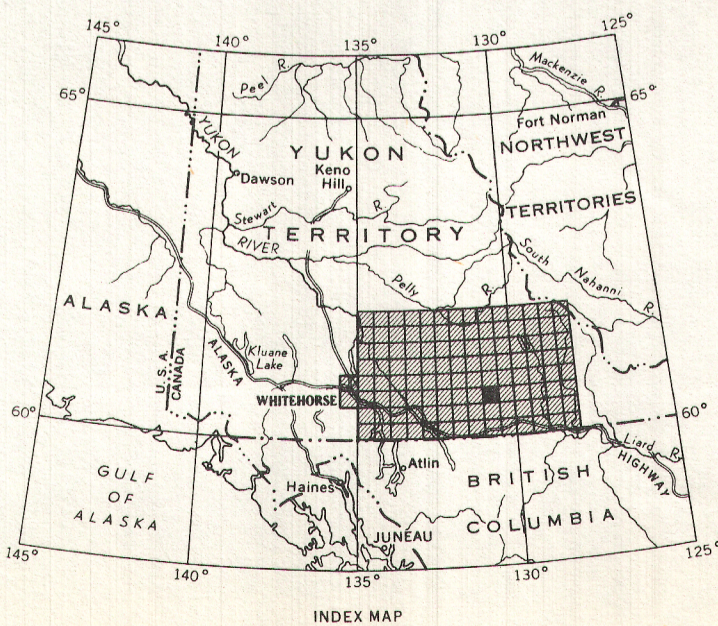 145°
140°
135°
130°
125°
65°
Peel R.
Mackenzie R.
65°
Fort Norman
YUKON
YUKON
NORTHWEST
Keno
Hill
Dawson
Stewart R.
TERRITORIES
TERRITORY
RIVER
South Nahanni R.
Pelly R.
ALASKA
ALASKA
Kluane
Lake
U.S.A.
CANADA
WHITEHORSE
60°
60°
Liard R.
HIGHWAY
Atlin
BRITISH
GULF
OF
ALASKA
Haines
COLUMBIA
JUNEAU
145°
140°
135°
130°
125°
INDEX MAP